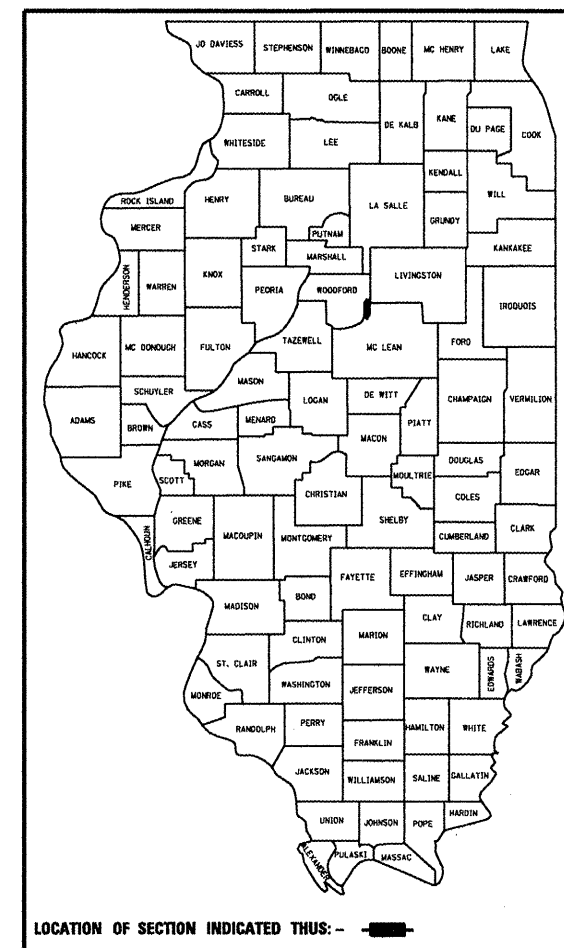 JO DAVIESS STEPHENSON WINNEBAGO BOONE MC HENRY LAKE
CARROLL OGLE DE KALB KANE DU PAGE COOK
WHITESIDE LEE
KENDALL WILL
ROCK ISLAND HENRY BUREAU LA SALLE GRUNDY
MERCER PUTNAM
STARK MARSHALL KANKAKEE
HENDERSON WARREN KNOX PEORIA WOODFORD LIVINGSTON IROQUOIS
HANCOCK MC DONOUGH FULTON TAZEWELL MC LEAN FORD
SCHUYLER MASON LOGAN DE WITT CHAMPAIGN VERMILION
ADAMS BROWN CASS MENARD MACON PIATT
SANGAMON DOUGLAS EDGAR
PIKE SCOTT MORGAN CHRISTIAN MOULTRIE COLES
CALHOUN GREENE MACOUPIN MONTGOMERY SHELBY CUMBERLAND CLARK
JERSEY FAYETTE EFFINGHAM JASPER CRAWFORD
MADISON BOND CLAY RICHLAND LAWRENCE
CLINTON MARION
ST. CLAIR WAYNE EDWARDS WABASH
WASHINGTON JEFFERSON
MONROE
RANDOLPH PERRY HAMILTON WHITE
FRANKLIN
JACKSON WILLIAMSON SALINE GALLATIN
UNION JOHNSON POPE HARDIN
ALEXANDER PULASKI MASSAC
LOCATION OF SECTION INDICATED THUS: -